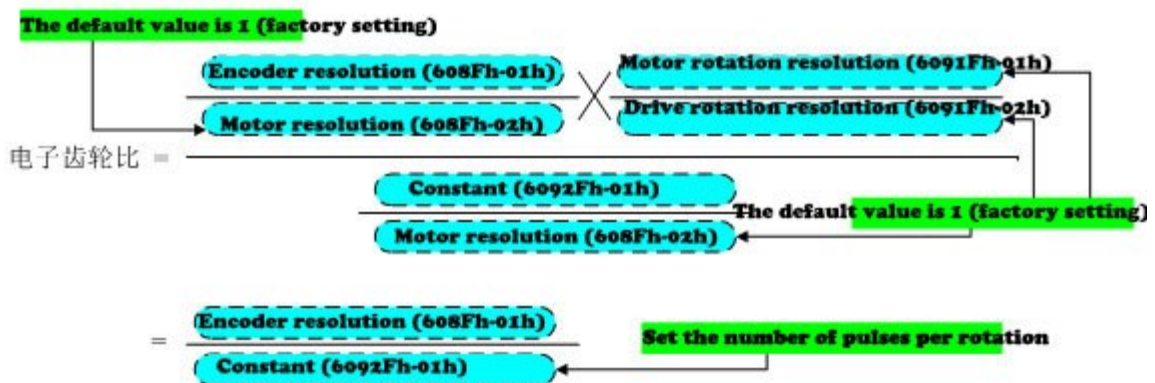 The default value is 1 (factory setting)
Encoder resolution (608Fh-01h)
Motor rotation resolution (6091Fh-01h)
Motor resolution (608Fh-02h)
Drive rotation resolution (6091Fh-02h)
电子齿轮比 =
Constant (6092Fh-01h)
The default value is 1 (factory setting)
Motor resolution (608Fh-02h)
Encoder resolution (608Fh-01h)
=
Set the number of pulses per rotation
Constant (6092Fh-01h)